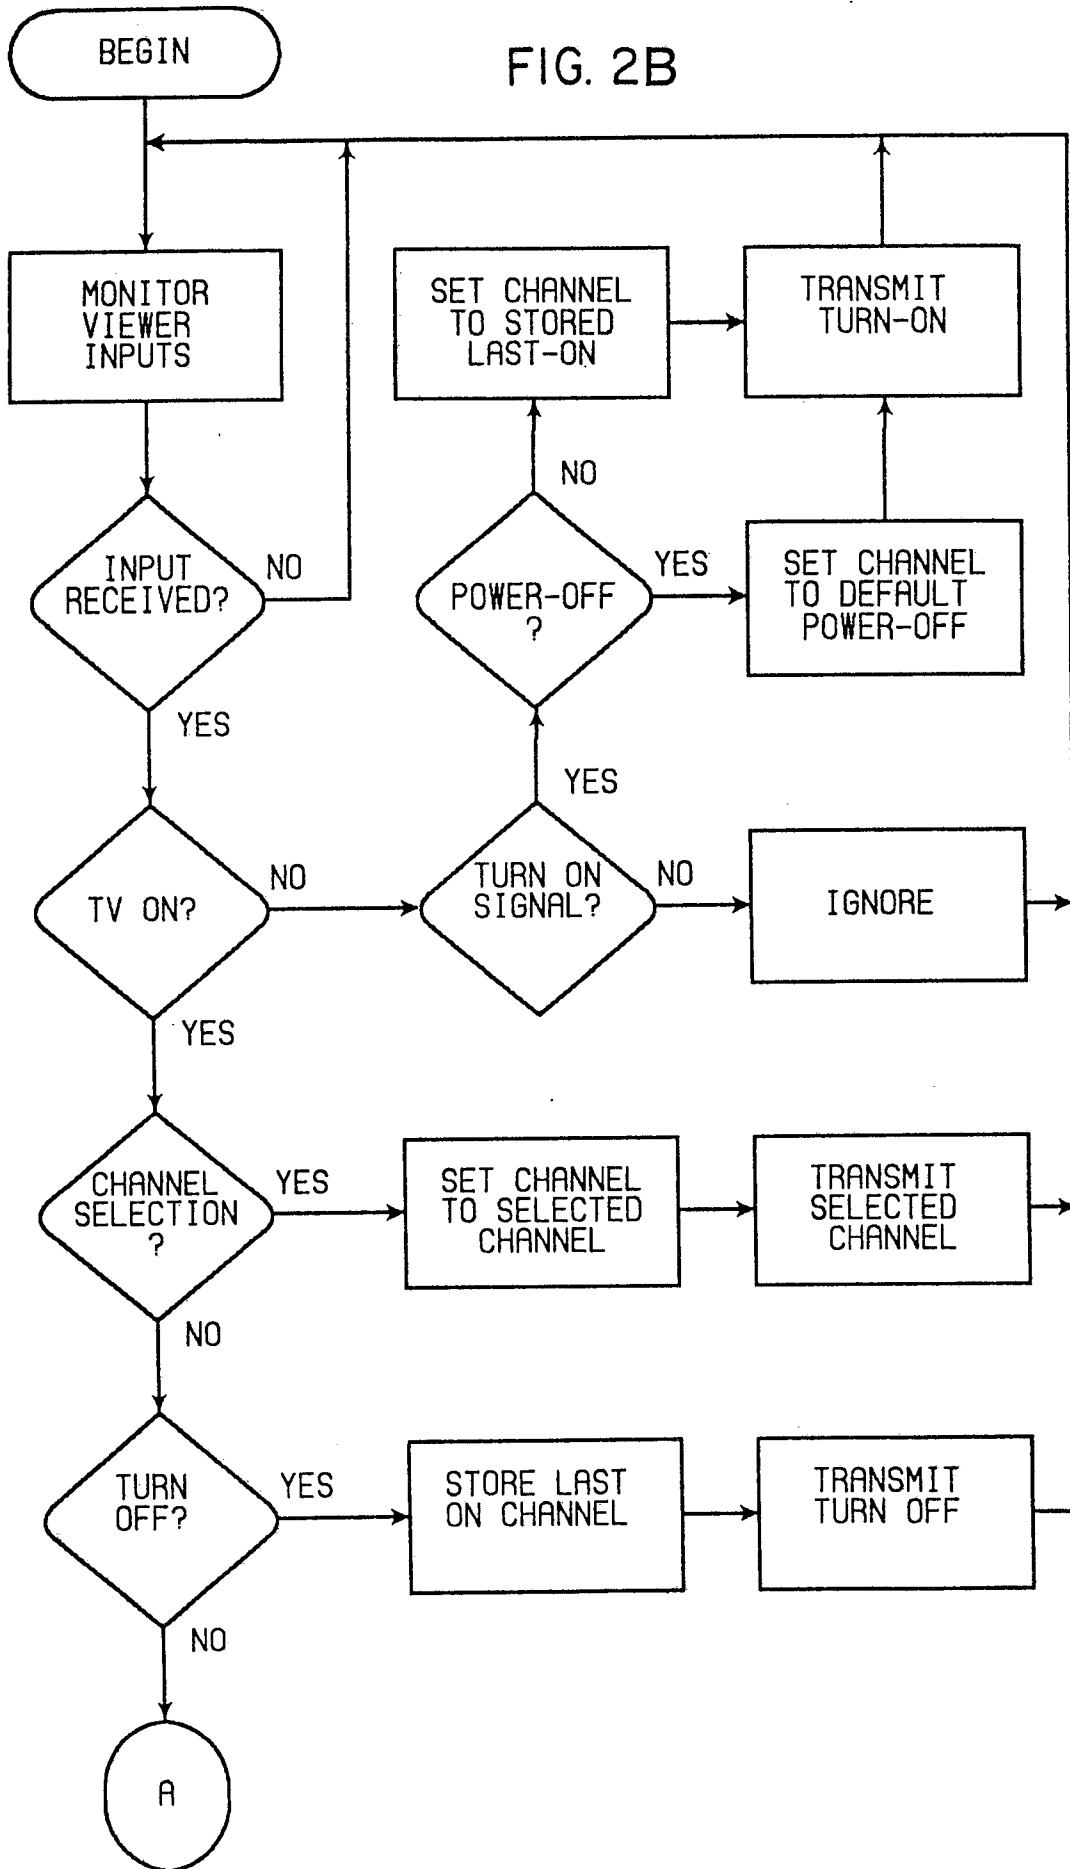 BEGIN
FIG. 2B
MONITOR
VIEWER
INPUTS
SET CHANNEL
TO STORED
LAST-ON
TRANSMIT
TURN-ON
NO
INPUT
RECEIVED?
NO
POWER-OFF
?
YES
SET CHANNEL
TO DEFAULT
POWER-OFF
YES
YES
TV ON?
NO
TURN ON
SIGNAL?
NO
IGNORE
YES
CHANNEL
SELECTION
?
YES
SET CHANNEL
TO SELECTED
CHANNEL
TRANSMIT
SELECTED
CHANNEL
NO
TURN
OFF?
YES
STORE LAST
ON CHANNEL
TRANSMIT
TURN OFF
NO
A